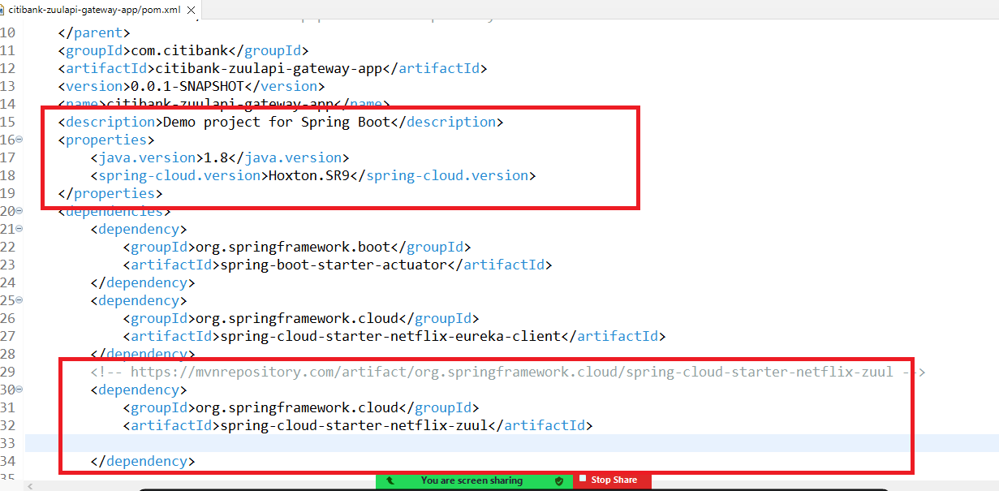 citibank-zuulapi-gateway-app/pom.xml
10 </parent>
11 <groupId>com.citibank</groupId>
12 <artifactId>citibank-zuulapi-gateway-app</artifactId>
13 <version>0.0.1-SNAPSHOT</version>
14 <name>citibank-zuulapi-gateway-app</name>
15 <description>Demo project for Spring Boot</description>
16 <properties>
17 <java.version>1.8</java.version>
18 <spring-cloud.version>Hoxton.SR9</spring-cloud.version>
19 </properties>
20 <dependencies>
21 <dependency>
22 <groupId>org.springframework.boot</groupId>
23 <artifactId>spring-boot-starter-actuator</artifactId>
24 </dependency>
25 <dependency>
26 <groupId>org.springframework.cloud</groupId>
27 <artifactId>spring-cloud-starter-netflix-eureka-client</artifactId>
28 </dependency>
29 <!-- https://mvnrepository.com/artifact/org.springframework.cloud/spring-cloud-starter-netflix-zuul -->
30 <dependency>
31 <groupId>org.springframework.cloud</groupId>
32 <artifactId>spring-cloud-starter-netflix-zuul</artifactId>
33
34 </dependency>
35
You are screen sharing Stop Share